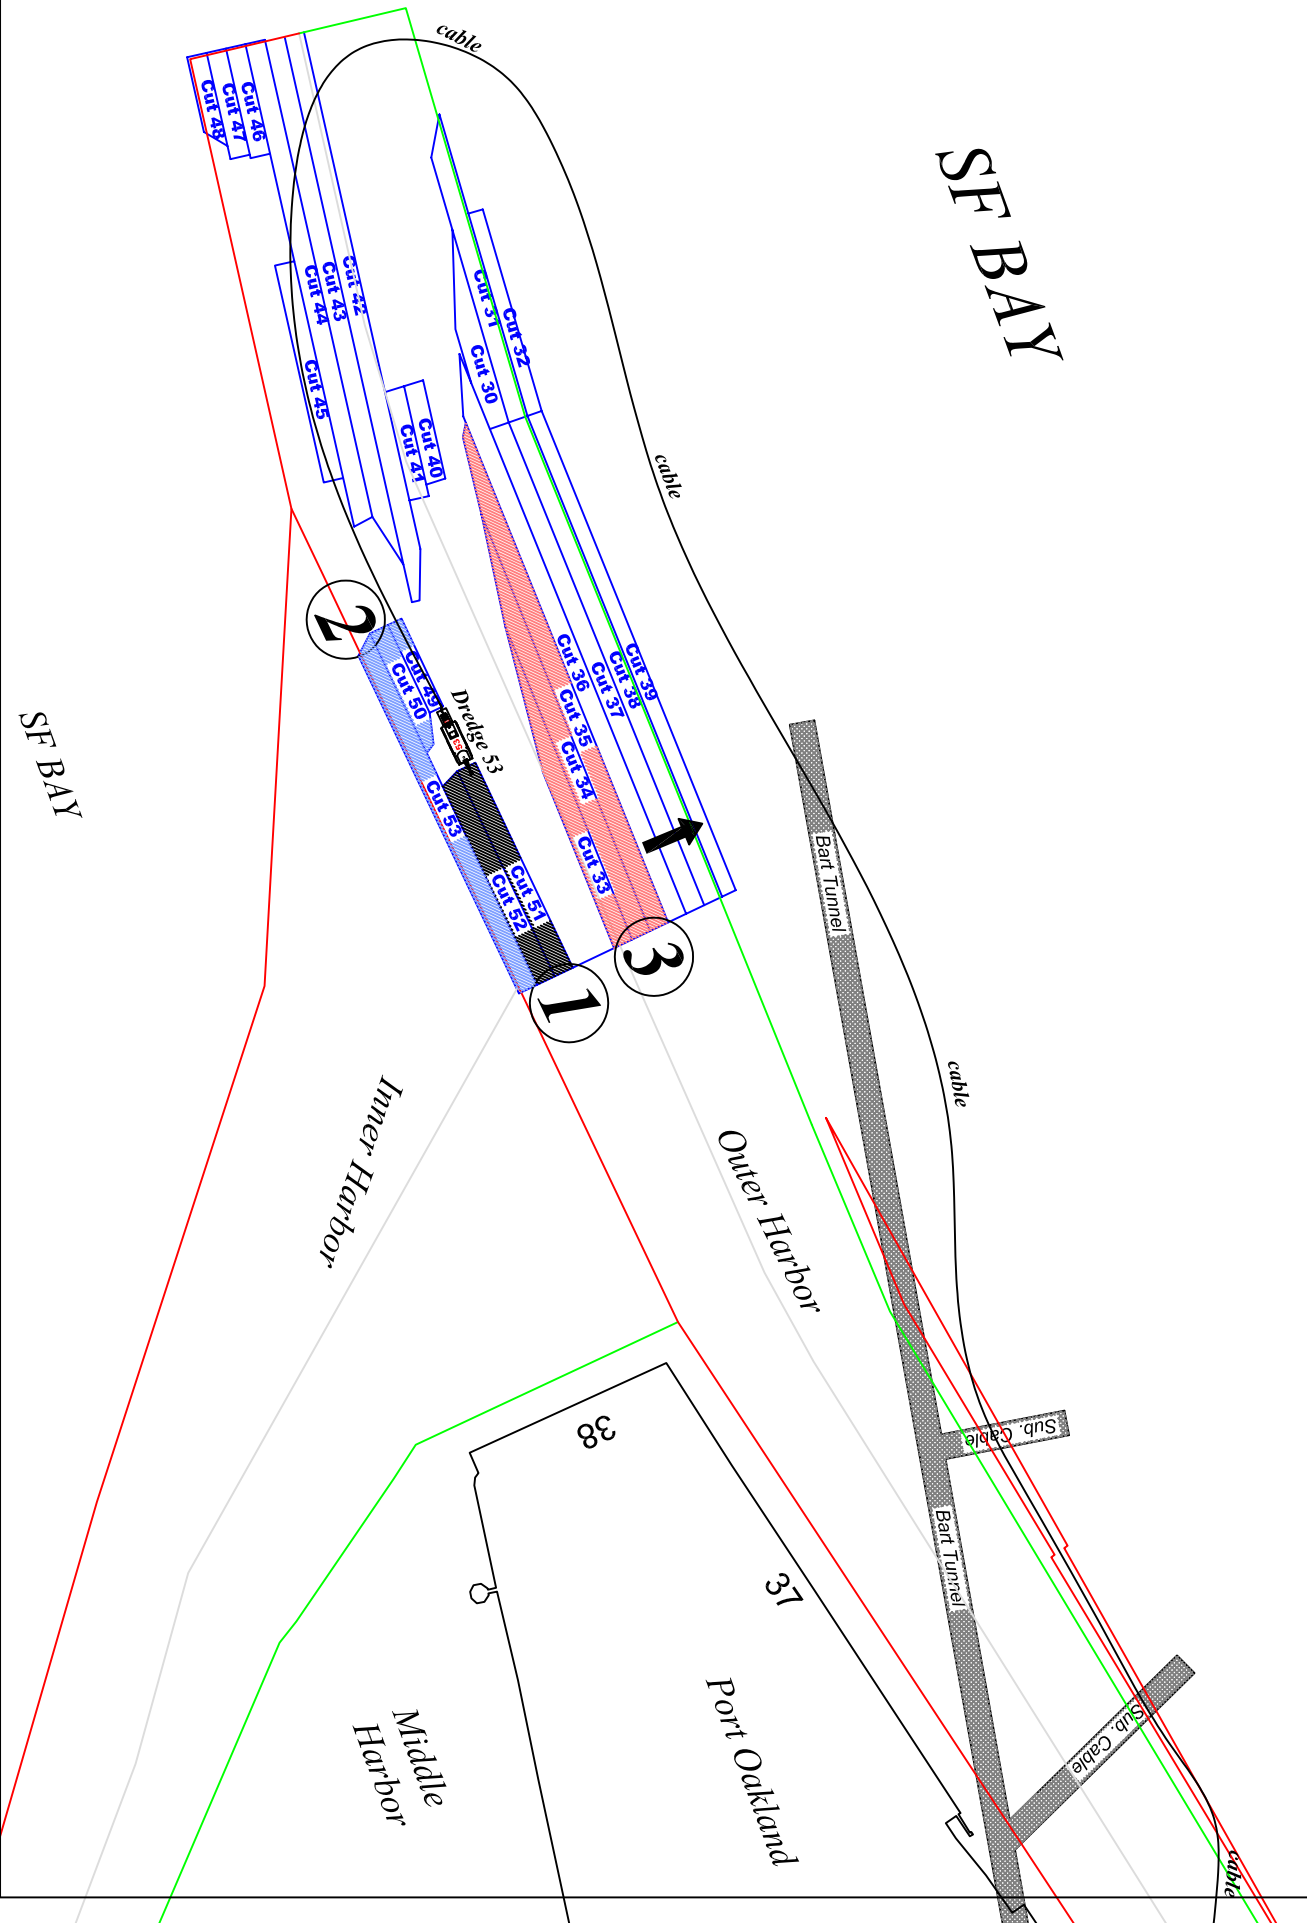 cable
SF BAY
Cut 48
Cut 47
Cut 46
Cut 44
Cut 43
Cut 42
Cut 45
Cut 41
Cut 40
Cut 31
Cut 32
Cut 30
cable
2
Cut 49
Cut 50
Dredge 53
53
Cut 53
Cut 51
Cut 52
Cut 36
Cut 35
Cut 34
Cut 33
Cut 37
Cut 38
Cut 39
SF BAY
Bart Tunnel
3
1
cable
Inner Harbor
Outer Harbor
38
Sub. Cable
37
Bart Tunnel
Middle
Harbor
Port Oakland
Sub. Cable
cable